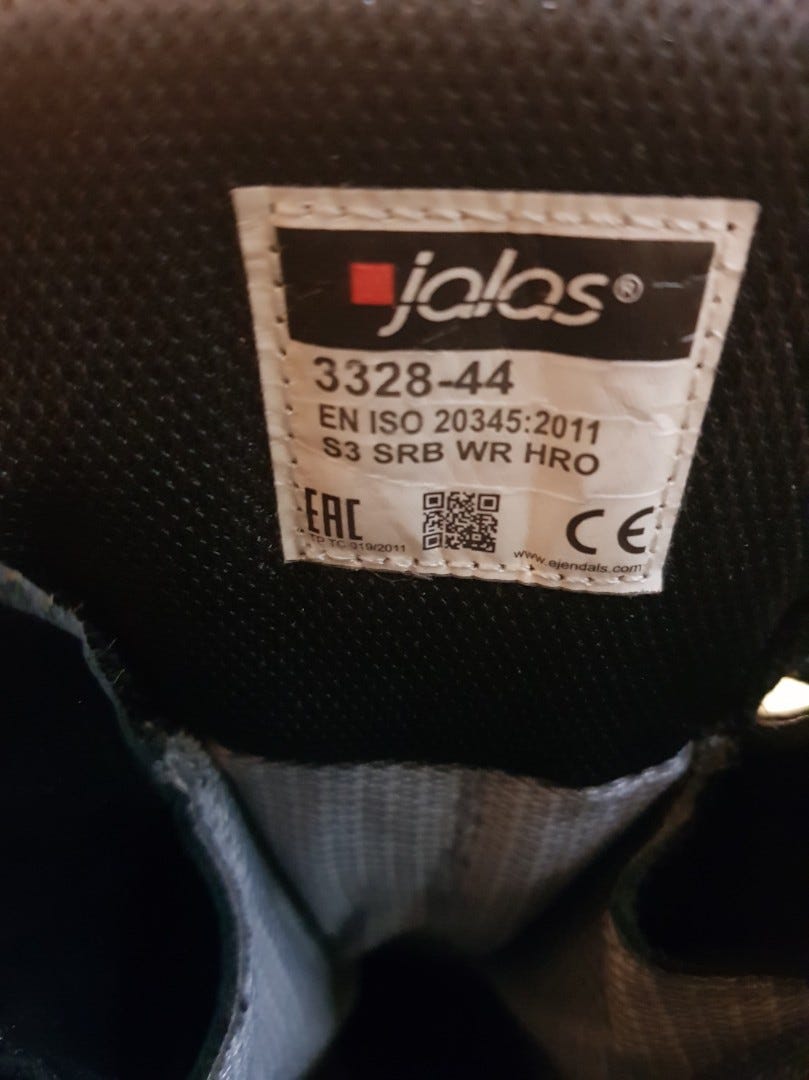 jalas®
3328-44
EN ISO 20345:2011
S3 SRB WR HRO
EAC
TP TC 019/2011
CE
www.ejendals.com